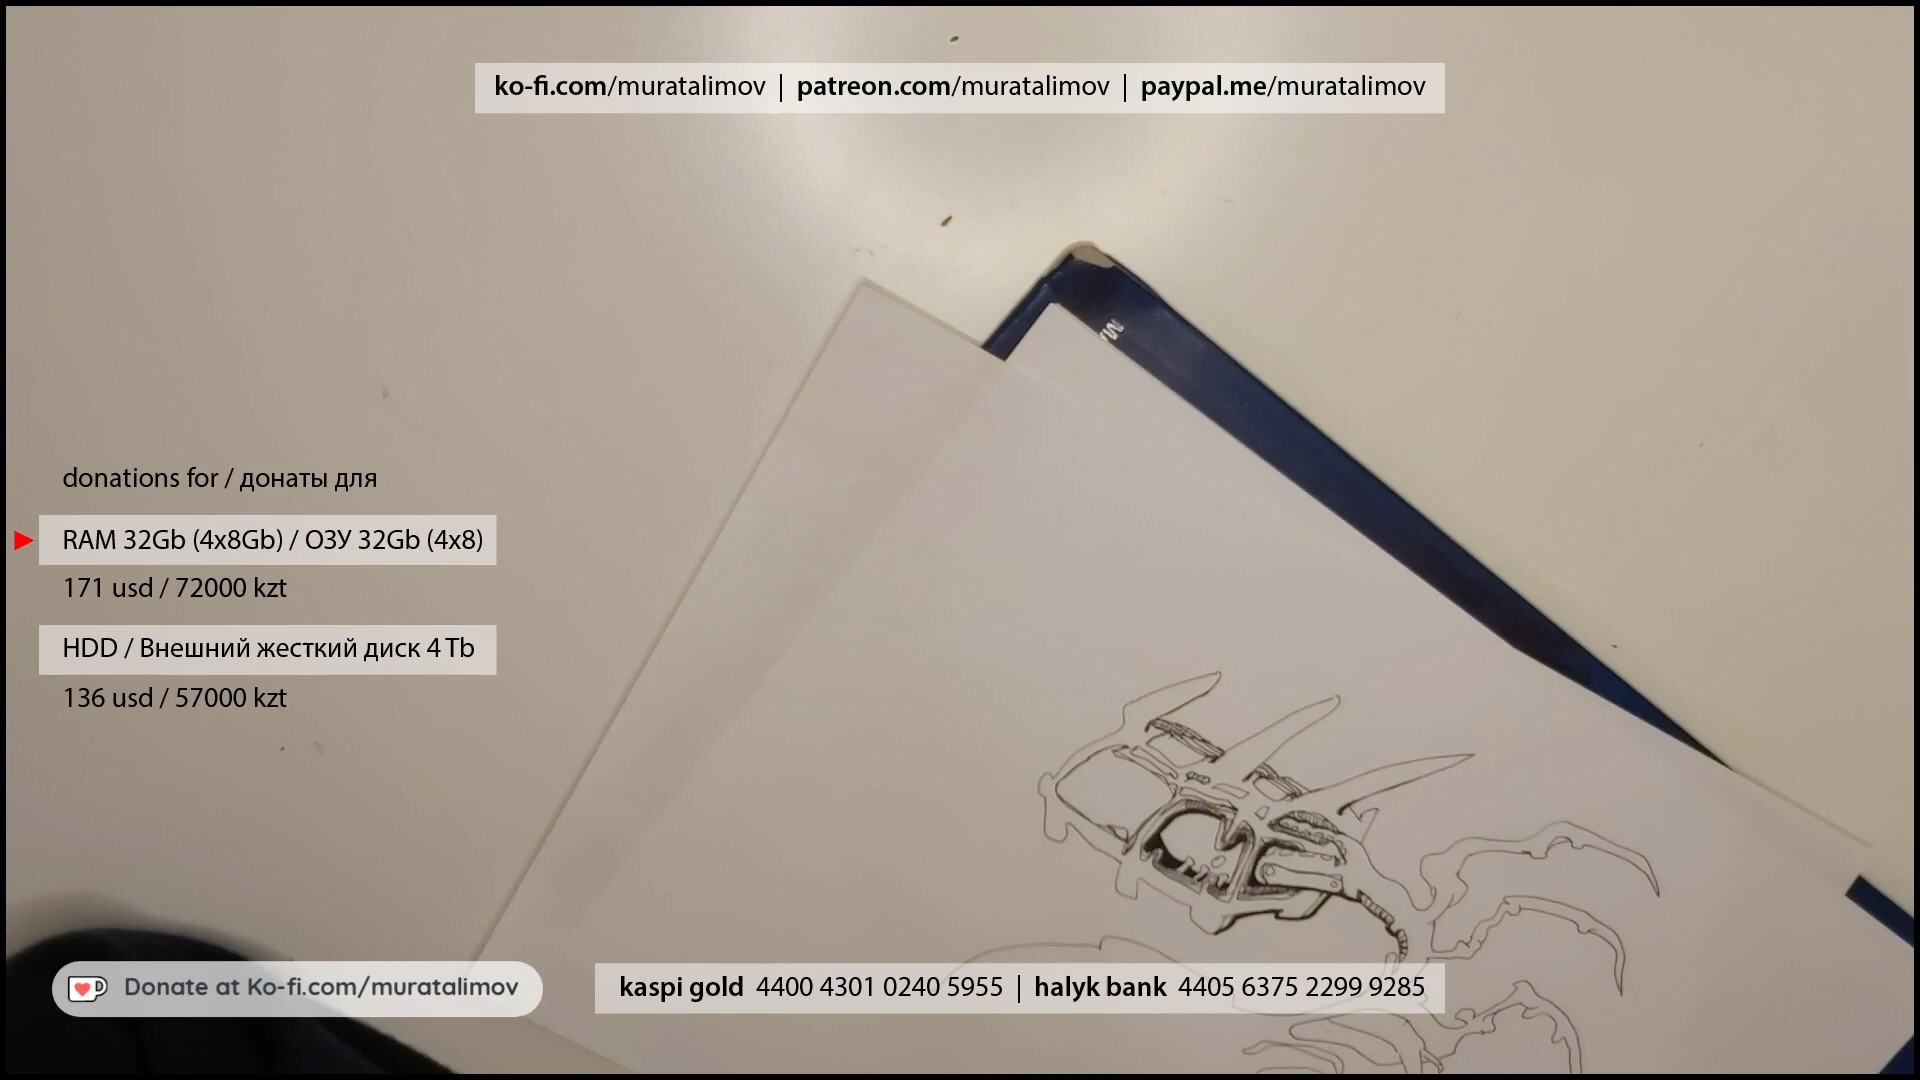 ko-fi.com/muratalimov | patreon.com/muratalimov | paypal.me/muratalimov
donations for / донаты для
RAM 32Gb (4x8Gb) / ОЗУ 32Gb (4x8)
171 usd / 72000 kzt
HDD / Внешний жесткий диск 4 Tb
136 usd / 57000 kzt
Donate at Ko-fi.com/muratalimov
kaspi gold 4400 4301 0240 5955 | halyk bank 4405 6375 2299 9285